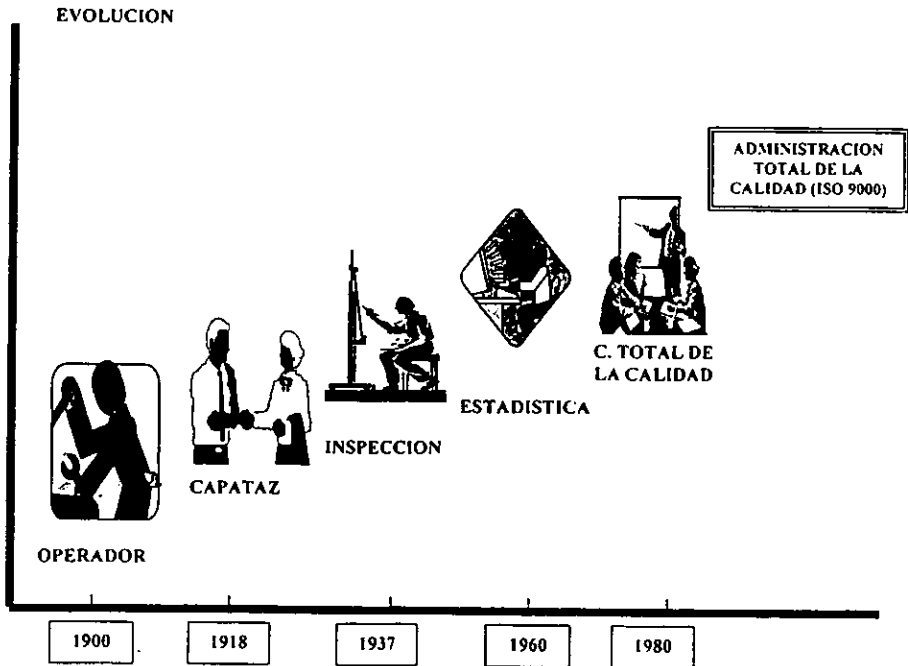 EVOLUCION
ADMINISTRACION
TOTAL DE LA
CALIDAD (ISO 9000)
C. TOTAL DE
LA CALIDAD
ESTADISTICA
INSPECCION
CAPATAZ
OPERADOR
1900
1918
1937
1960
1980